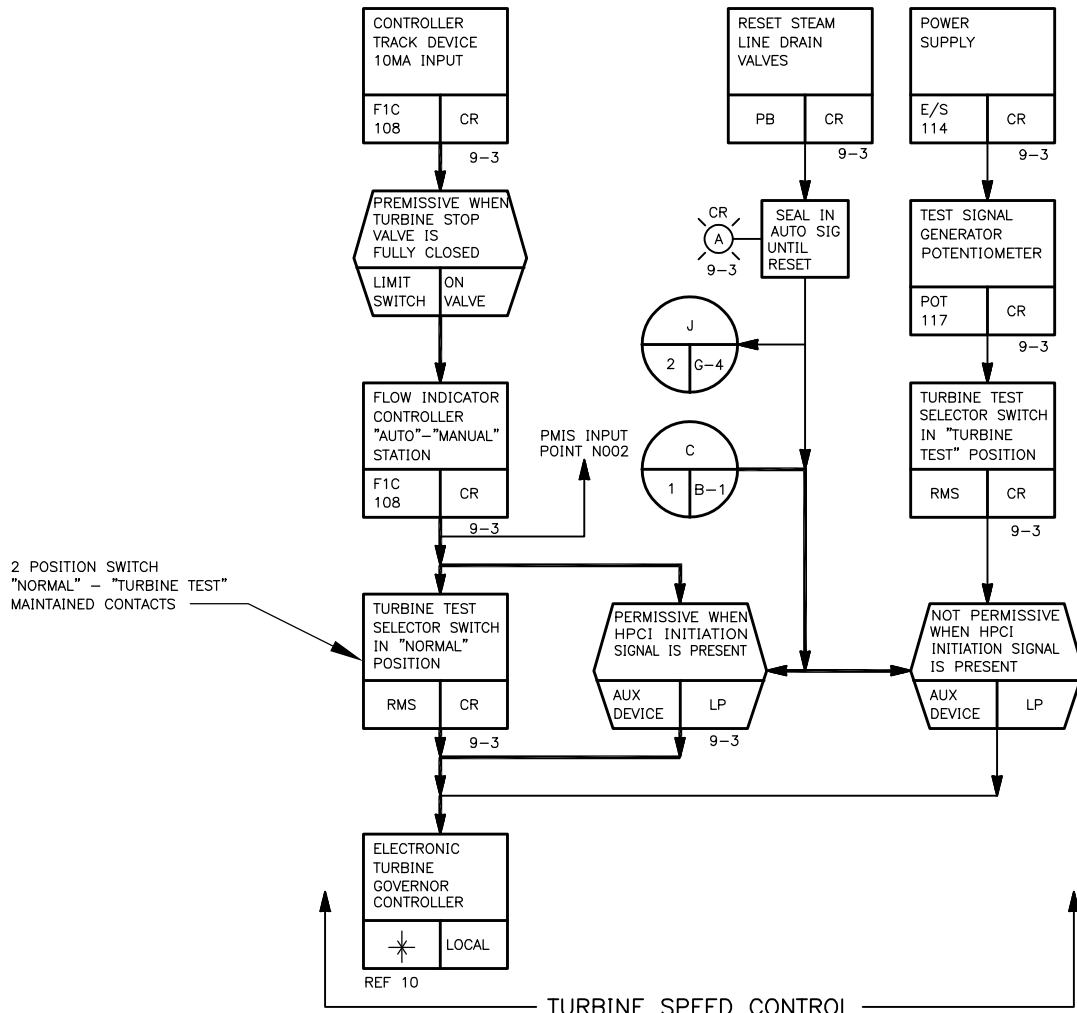 CONTROLLER
TRACK DEVICE
10MA INPUT
F1C
108
CR
9-3
RESET STEAM
LINE DRAIN
VALVES
PB
CR
9-3
POWER
SUPPLY
E/S
114
CR
9-3
PREMISSIVE WHEN
TURBINE STOP
VALVE IS
FULLY CLOSED
LIMIT
SWITCH
ON
VALVE
CR
A
9-3
SEAL IN
AUTO SIG
UNTIL
RESET
TEST SIGNAL
GENERATOR
POTENTIOMETER
POT
117
CR
9-3
J
2
G-4
FLOW INDICATOR
CONTROLLER
"AUTO"-"MANUAL"
STATION
F1C
108
CR
9-3
PMIS INPUT
POINT N002
C
1
B-1
TURBINE TEST
SELECTOR SWITCH
IN "TURBINE
TEST" POSITION
RMS
CR
9-3
2 POSITION SWITCH
"NORMAL" - "TURBINE TEST"
MAINTAINED CONTACTS
TURBINE TEST
SELECTOR SWITCH
IN "NORMAL"
POSITION
RMS
CR
9-3
PERMISSIVE WHEN
HPCI INITIATION
SIGNAL IS PRESENT
AUX
DEVICE
LP
9-3
NOT PERMISSIVE
WHEN HPCI
INITIATION SIGNAL
IS PRESENT
AUX
DEVICE
LP
ELECTRONIC
TURBINE
GOVERNOR
CONTROLLER
LOCAL
REF 10
TURBINE SPEED CONTROL